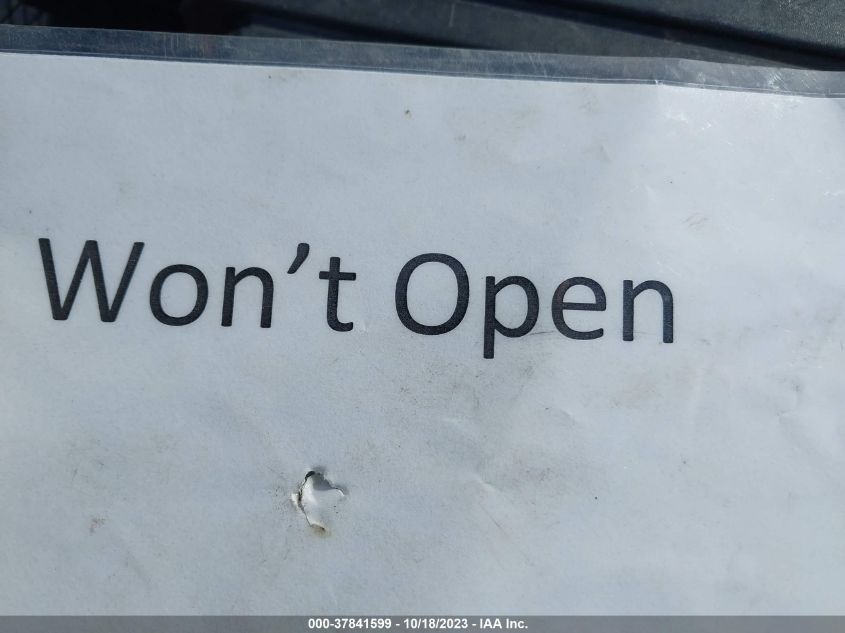 Won’t Open
000-37841599 - 10/18/2023 - IAA Inc.